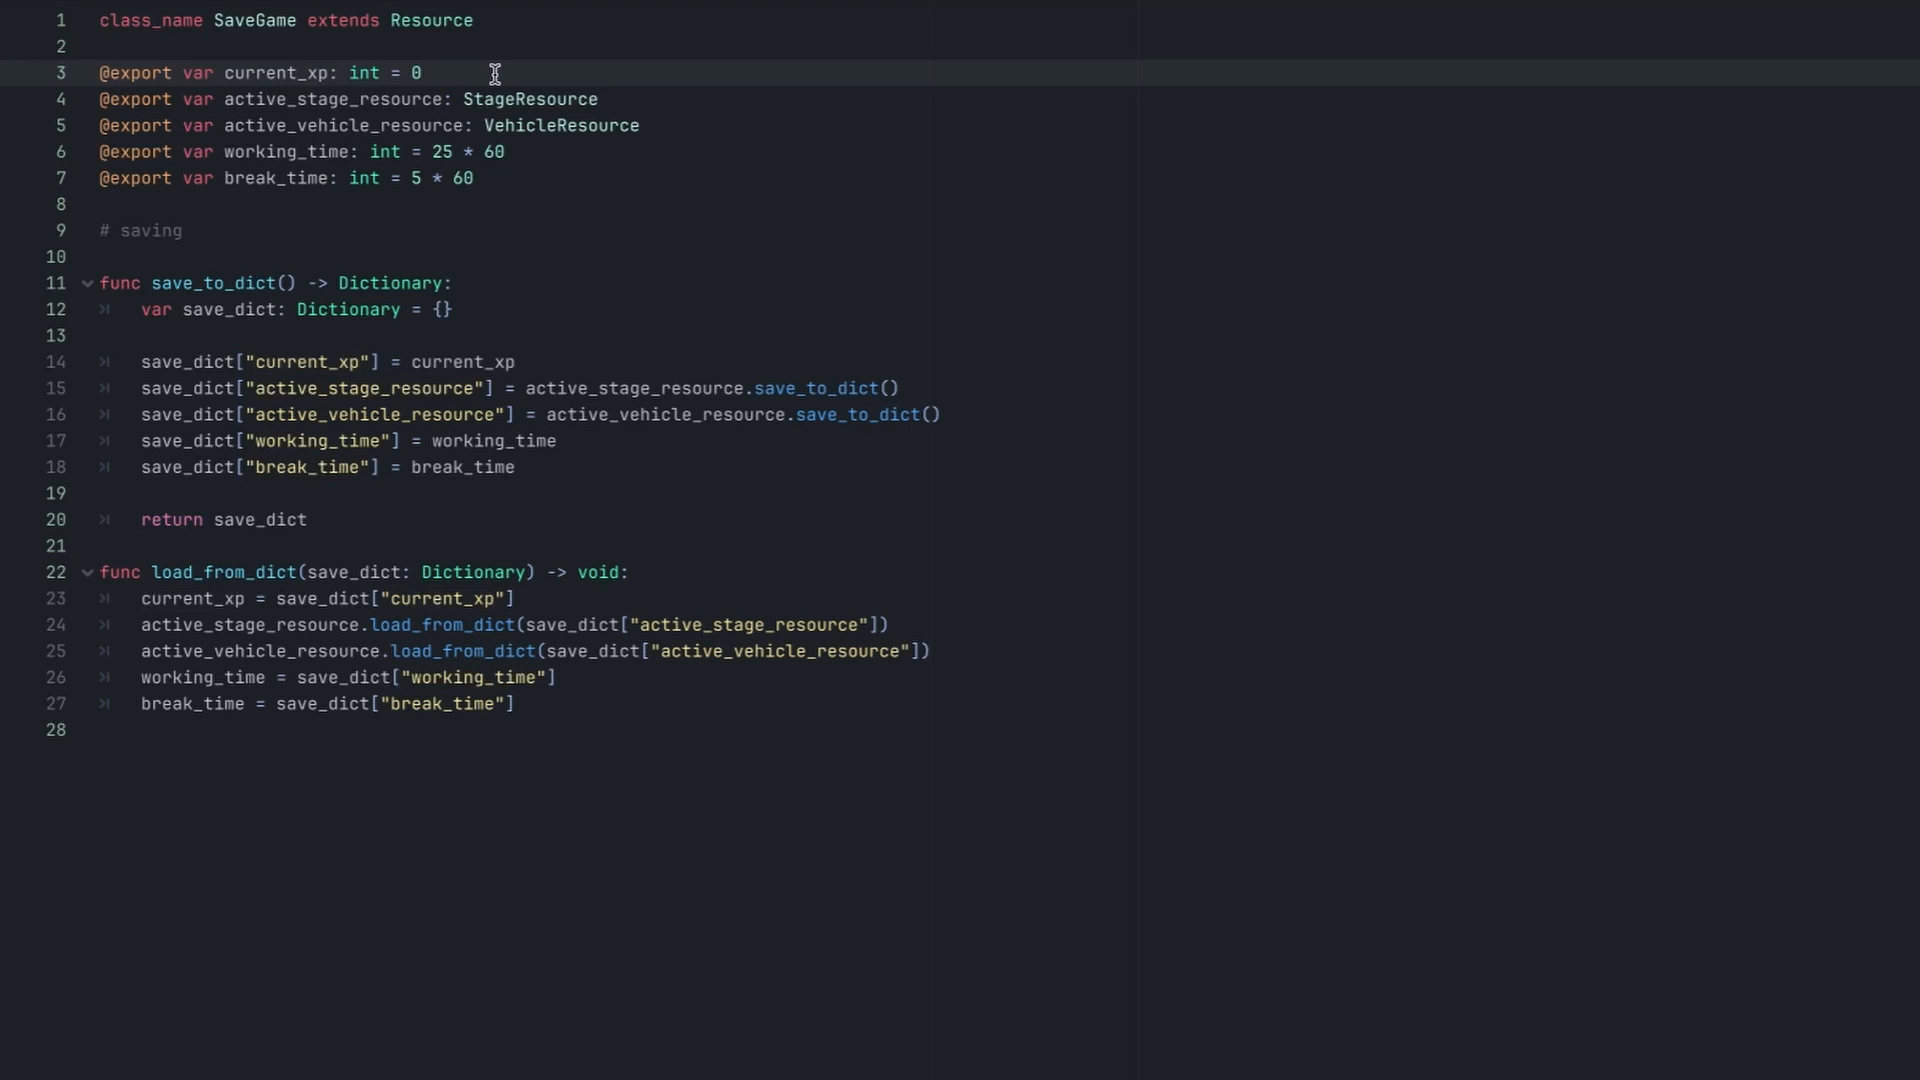 1 class_name SaveGame extends Resource
2
3 @export var current_xp: int = 0
4 @export var active_stage_resource: StageResource
5 @export var active_vehicle_resource: VehicleResource
6 @export var working_time: int = 25 * 60
7 @export var break_time: int = 5 * 60
8
9 # saving
10
11 func save_to_dict() -> Dictionary:
12 var save_dict: Dictionary = {}
13
14 save_dict["current_xp"] = current_xp
15 save_dict["active_stage_resource"] = active_stage_resource.save_to_dict()
16 save_dict["active_vehicle_resource"] = active_vehicle_resource.save_to_dict()
17 save_dict["working_time"] = working_time
18 save_dict["break_time"] = break_time
19
20 return save_dict
21
22 func load_from_dict(save_dict: Dictionary) -> void:
23 current_xp = save_dict["current_xp"]
24 active_stage_resource.load_from_dict(save_dict["active_stage_resource"])
25 active_vehicle_resource.load_from_dict(save_dict["active_vehicle_resource"])
26 working_time = save_dict["working_time"]
27 break_time = save_dict["break_time"]
28